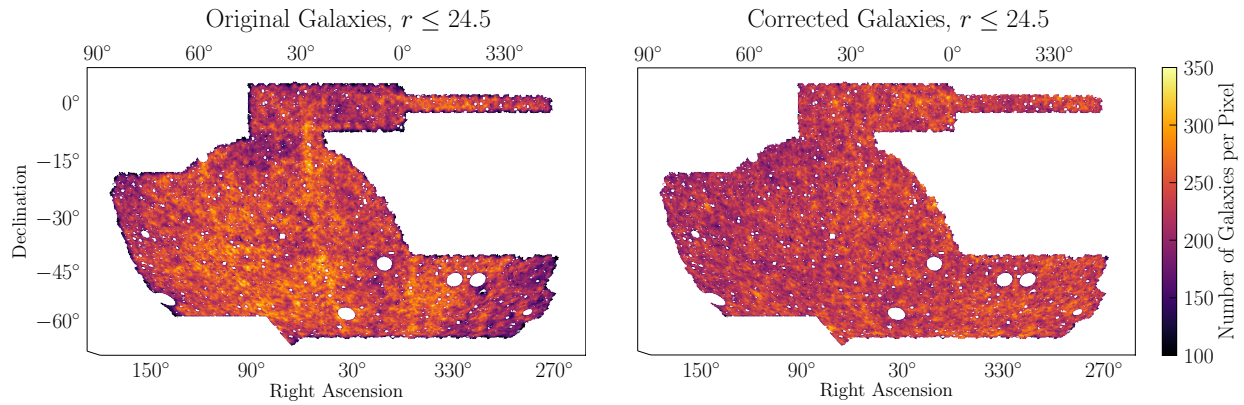 Original Galaxies, r ≤ 24.5
90° 60° 30° 0° 330°
0°
−15°
−30°
−45°
−60°
Declination
150° 90° 30° 330° 270°
Right Ascension
Corrected Galaxies, r ≤ 24.5
90° 60° 30° 0° 330°
150° 90° 30° 330° 270°
Right Ascension
350
300
250
200
150
100
Number of Galaxies per Pixel